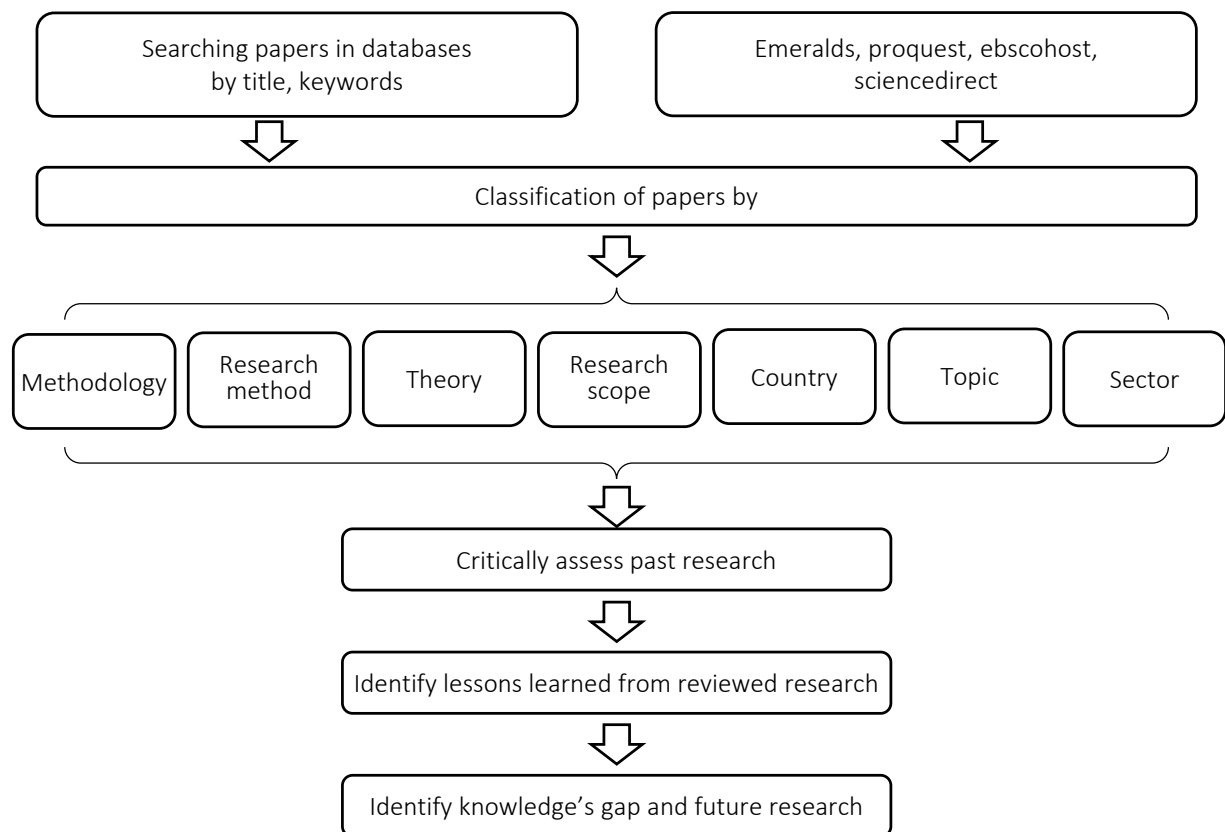 Searching papers in databases
by title, keywords
Emeralds, proquest, ebscohost,
sciencedirect
Classification of papers by
Methodology
Research
method
Theory
Research
scope
Country
Topic
Sector
Critically assess past research
Identify lessons learned from reviewed research
Identify knowledge’s gap and future research